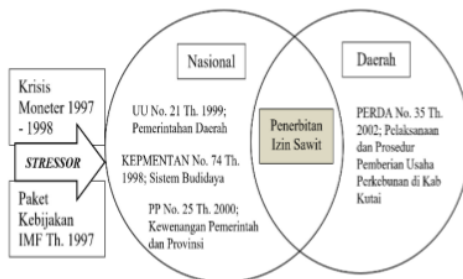 Krisis
Moneter 1997
- 1998
STRESSOR
Paket
Kebijakan
IMF Th. 1997
Nasional
UU No. 21 Th. 1999;
Pemerintahan Daerah
KEPMENTAN No. 74 Th.
1998; Sistem Budidaya
PP No. 25 Th. 2000;
Kewenangan Pemerintah
dan Provinsi
Penerbitan
Izin Sawit
Daerah
PERDA No. 35 Th.
2002; Pelaksanaan
dan Prosedur
Pemberian Usaha
Perkebunan di Kab
Kutai